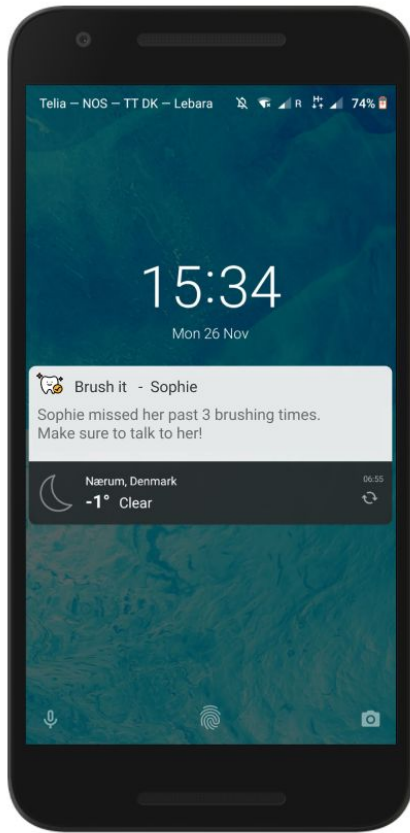 Telia — NOS — TT DK — Lebara R H+ 74%
15:34
Mon 26 Nov
Brush it - Sophie
Sophie missed her past 3 brushing times.
Make sure to talk to her!
Nærum, Denmark 06:55
-1° Clear